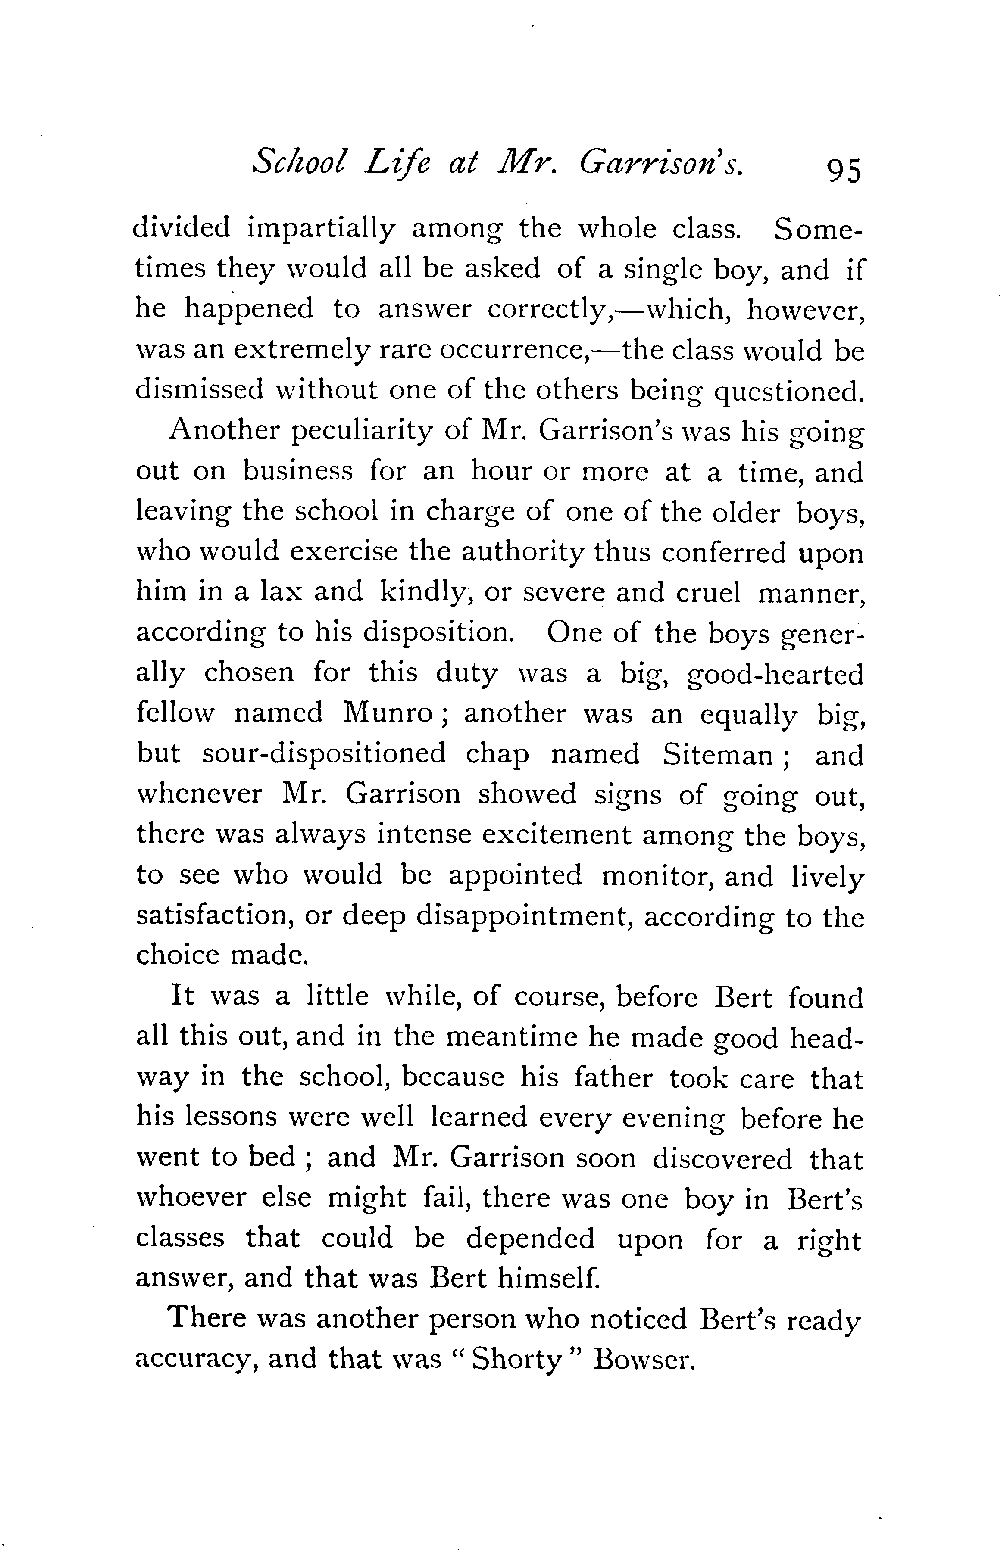 School Life at Mr. Garrison's. 95
divided impartially among the whole class. Some-
times they would all be asked of a single boy, and if
he happened to answer correctly,—which, however,
was an extremely rare occurrence,—the class would be
dismissed without one of the others being questioned.
Another peculiarity of Mr. Garrison's was his going
out on business for an hour or more at a time, and
leaving the school in charge of one of the older boys,
who would exercise the authority thus conferred upon
him in a lax and kindly, or severe and cruel manner,
according to his disposition. One of the boys gener-
ally chosen for this duty was a big, good-hearted
fellow named Munro ; another was an equally big,
but sour-dispositioned chap named Siteman ; and
whenever Mr. Garrison showed signs of going out,
there was always intense excitement among the boys,
to see who would be appointed monitor, and lively
satisfaction, or deep disappointment, according to the
choice made.
It was a little while, of course, before Bert found
all this out, and in the meantime he made good head-
way in the school, because his father took care that
his lessons were well learned every evening before he
went to bed ; and Mr. Garrison soon discovered that
whoever else might fail, there was one boy in Bert's
classes that could be depended upon for a right
answer, and that was Bert himself.
There was another person who noticed Bert's ready
accuracy, and that was “ Shorty ” Bowser.